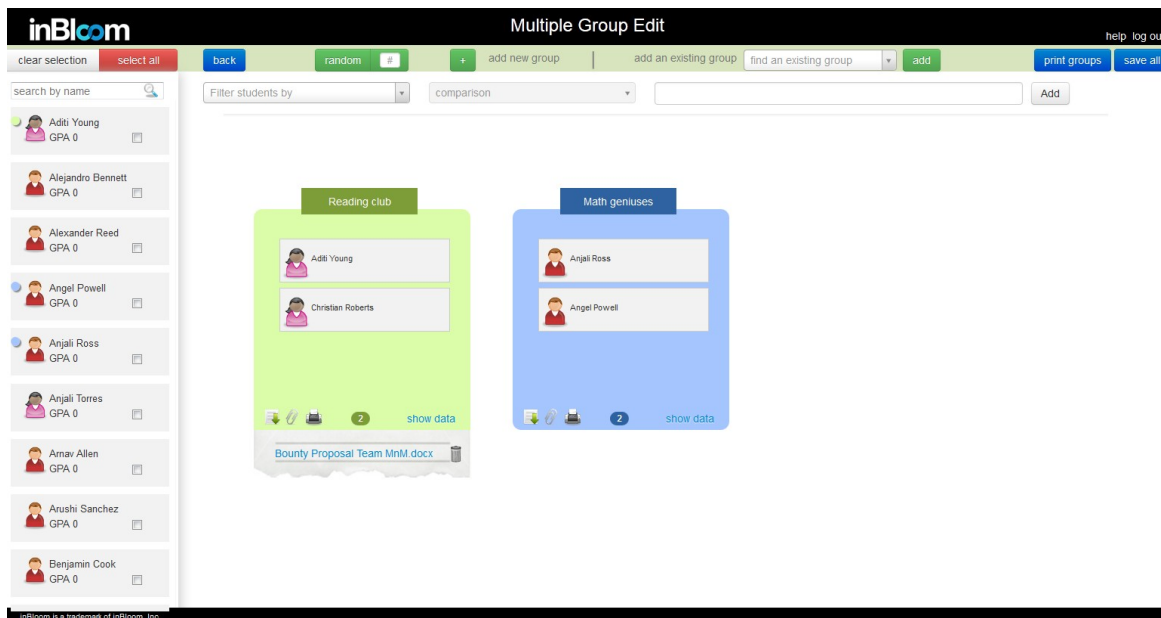 inBloom
Multiple Group Edit
help log ou
clear selection select all back random # + add new group | add an existing group find an existing group add print groups save all
search by name
Filter students by comparison Add
Aditi Young
GPA 0
Alejandro Bennett
GPA 0
Alexander Reed
GPA 0
Angel Powell
GPA 0
Anjali Ross
GPA 0
Anjali Torres
GPA 0
Arnav Allen
GPA 0
Arushi Sanchez
GPA 0
Benjamin Cook
GPA 0
Reading club
Aditi Young
Christian Roberts
2 show data
Bounty Proposal Team MnM.docx
Math geniuses
Anjali Ross
Angel Powell
2 show data
inBloom is a trademark of inBloom, Inc.